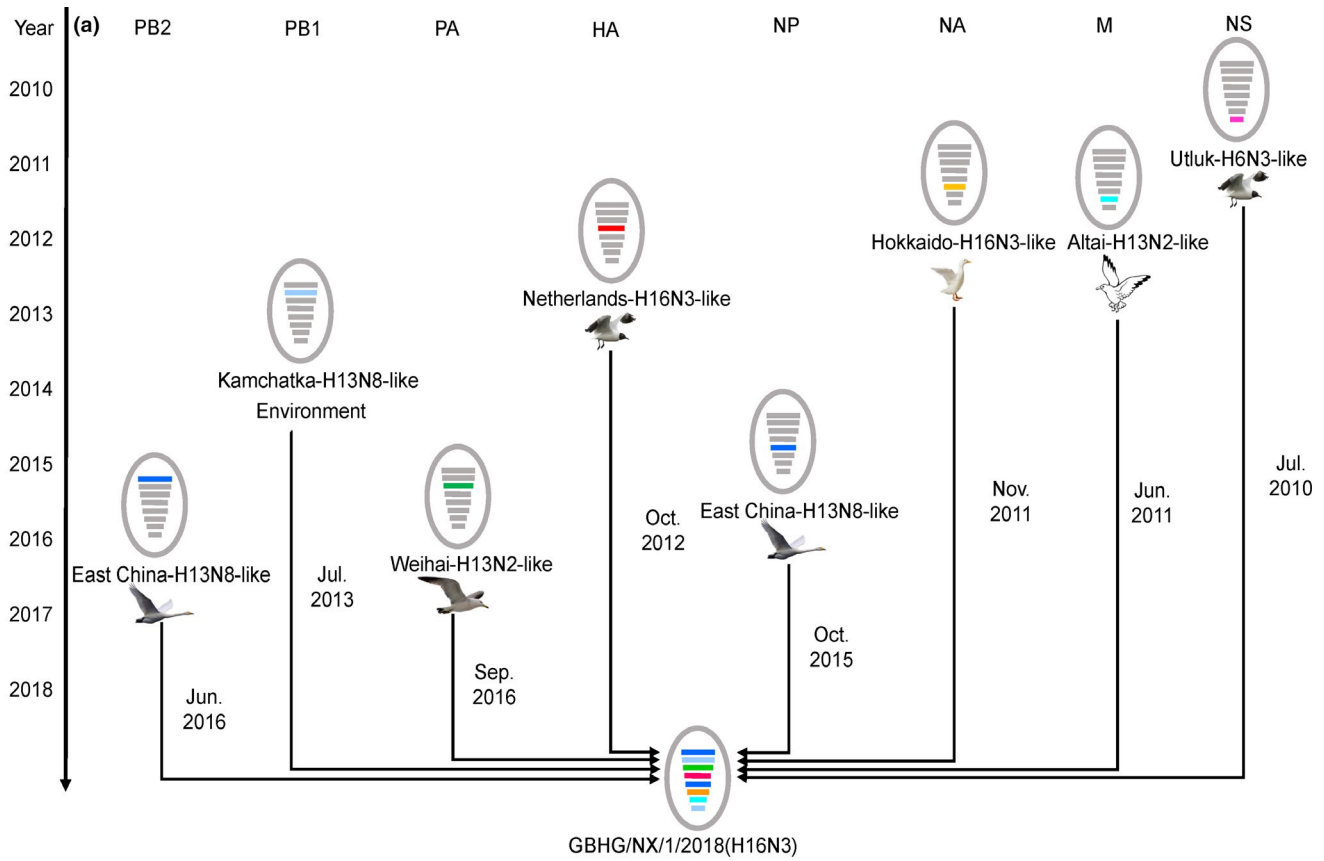 Year (a) PB2 PB1 PA HA NP NA M NS
2010
2011
Utluk-H6N3-like
2012
Hokkaido-H16N3-like Altai-H13N2-like
Netherlands-H16N3-like
2013
Kamchatka-H13N8-like
2014
Environment
2015
Jul.
2010
Nov.
2011
Jun.
2011
East China-H13N8-like
Oct.
2012
2016
Weihai-H13N2-like
East China-H13N8-like
Jul.
2013
2017
Oct.
2015
Sep.
2016
2018
Jun.
2016
GBHG/NX/1/2018(H16N3)